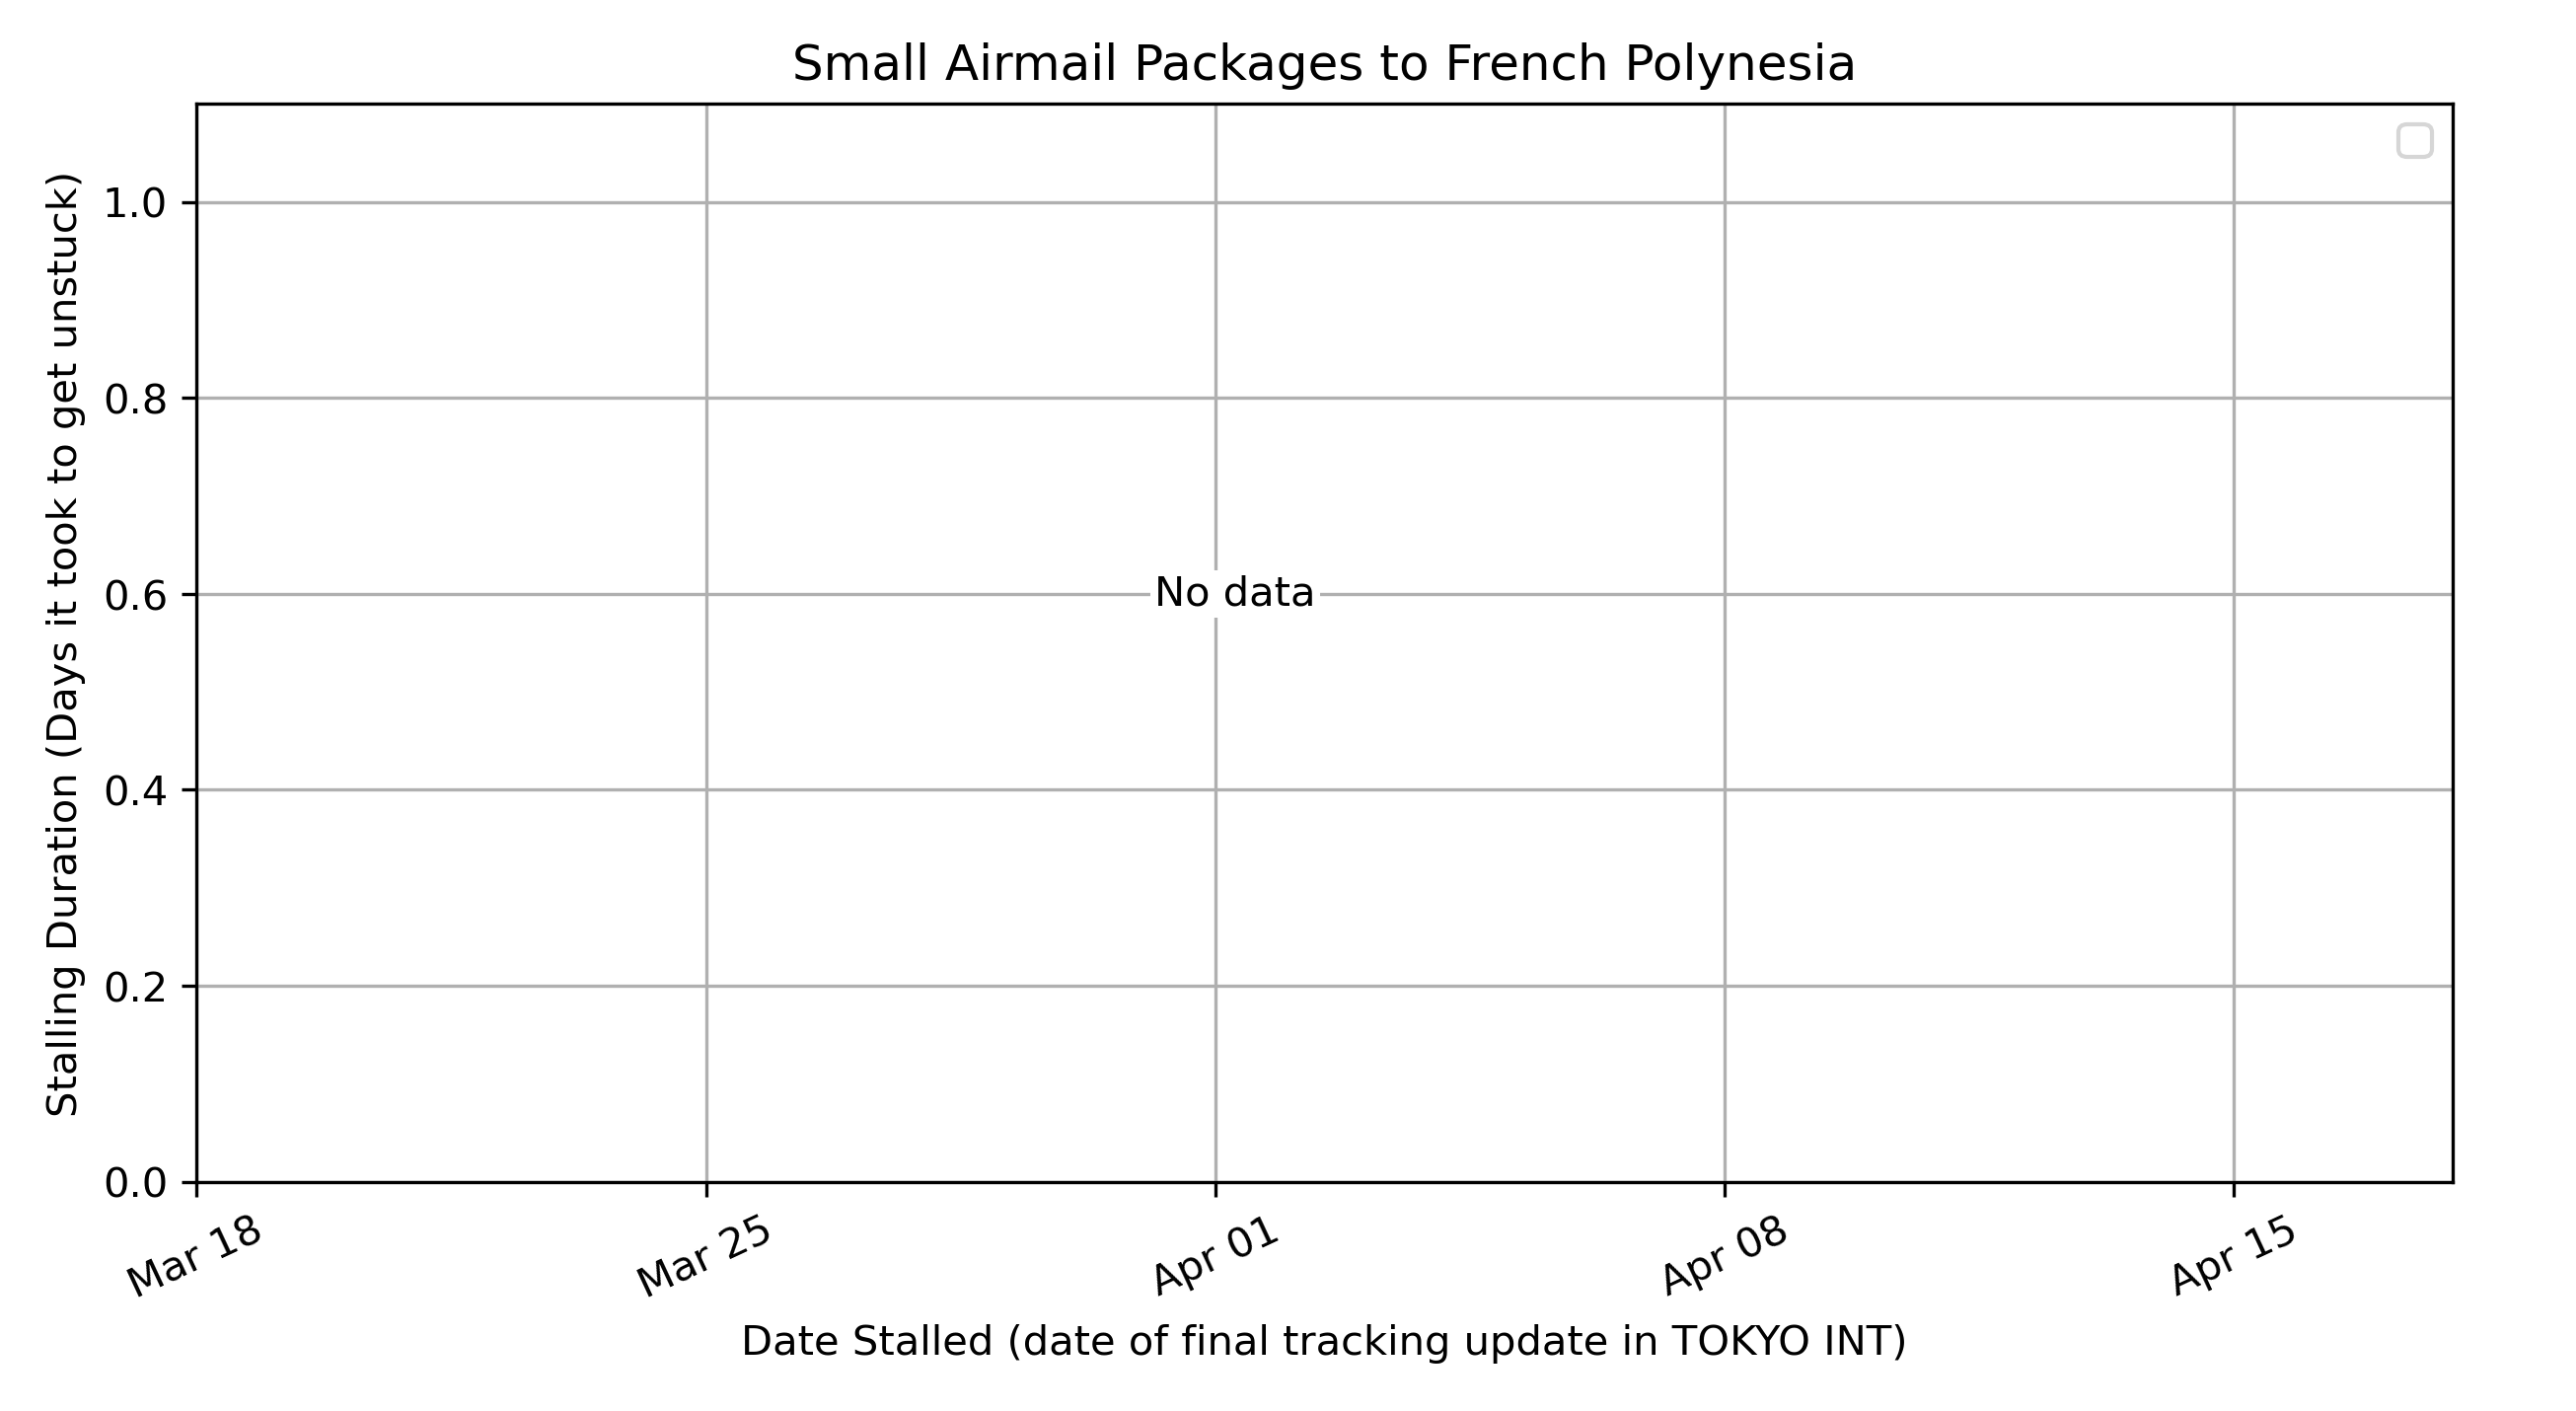 Small Airmail Packages to French Polynesia
Stalling Duration (Days it took to get unstuck)
1.0
0.8
0.6
0.4
0.2
0.0
No data
Mar 18
Mar 25
Apr 01
Apr 08
Apr 15
Date Stalled (date of final tracking update in TOKYO INT)